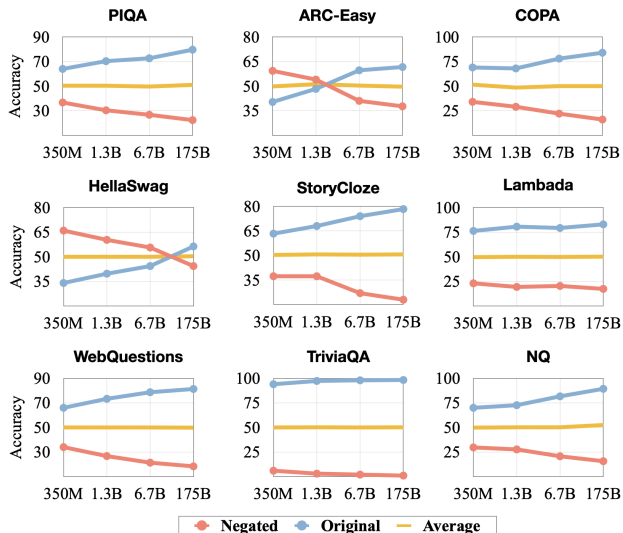 PIQA ARC-Easy COPA
90 80 100
70 65 75
50 50 50
30 35 25
Accuracy
350M 1.3B 6.7B 175B 350M 1.3B 6.7B 175B 350M 1.3B 6.7B 175B
HellaSwag StoryCloze Lambada
80 80 100
65 65 75
50 50 50
35 35 25
Accuracy
350M 1.3B 6.7B 175B 350M 1.3B 6.7B 175B 350M 1.3B 6.7B 175B
WebQuestions TriviaQA NQ
90 100 100
70 75 75
50 50 50
30 25 25
Accuracy
350M 1.3B 6.7B 175B 350M 1.3B 6.7B 175B 350M 1.3B 6.7B 175B
Negated Original Average